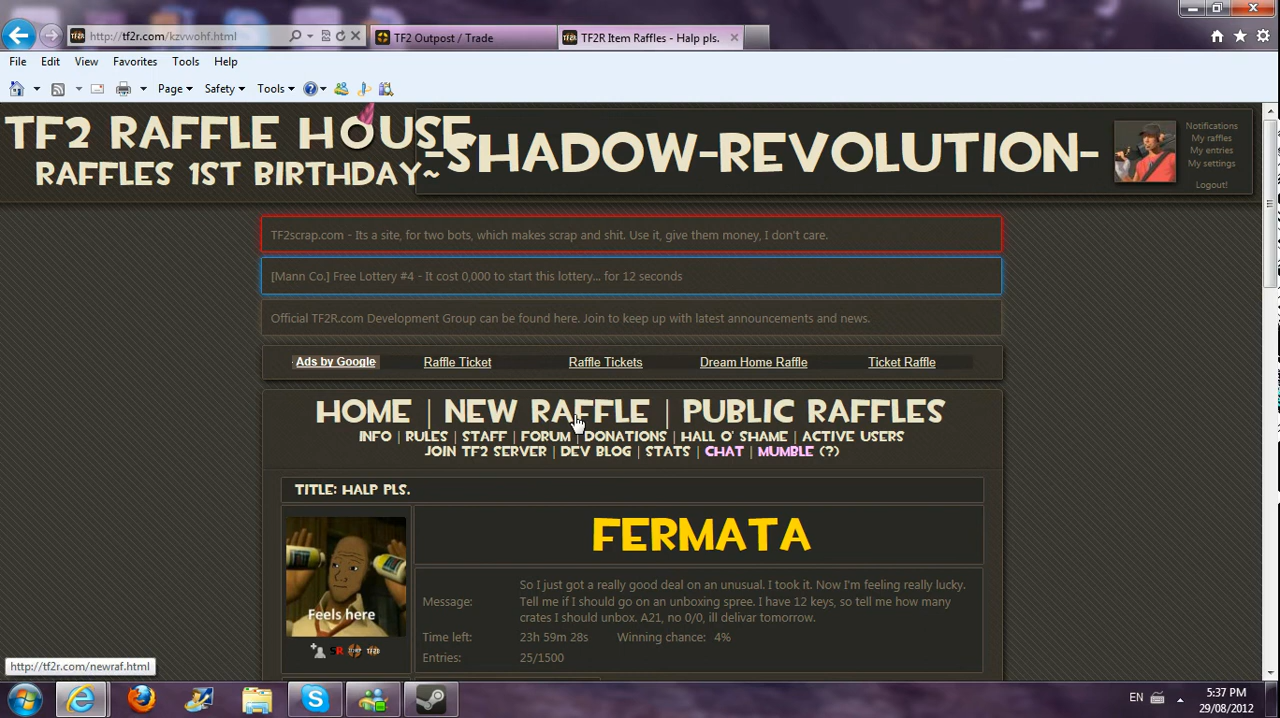 http://tf2r.com/kzvwohf.html
TF2 Outpost / Trade
TF2R Item Raffles - Halp pls.
File Edit View Favorites Tools Help
Page Safety Tools
TF2 RAFFLE HOUSE
RAFFLES 1ST BIRTHDAY~
-SHADOW-REVOLUTION-
Notifications
My raffles
My entries
My settings
Logout!
TF2scrap.com - Its a site, for two bots, which makes scrap and shit. Use it, give them money, I don't care.
[Mann Co.] Free Lottery #4 - It cost 0,000 to start this lottery... for 12 seconds
Official TF2R.com Development Group can be found here. Join to keep up with latest announcements and news.
Ads by Google Raffle Ticket Raffle Tickets Dream Home Raffle Ticket Raffle
HOME | NEW RAFFLE | PUBLIC RAFFLES
INFO | RULES | STAFF | FORUM | DONATIONS | HALL O' SHAME | ACTIVE USERS
JOIN TF2 SERVER | DEV BLOG | STATS | CHAT | MUMBLE (?)
TITLE: HALP PLS.
FERMATA
Feels here
SR
Message: So I just got a really good deal on an unusual. I took it. Now I'm feeling really lucky.
Tell me if I should go on an unboxing spree. I have 12 keys, so tell me how many
crates I should unbox. A21, no 0/0, ill delivar tomorrow.
Time left: 23h 59m 28s Winning chance: 4%
Entries: 25/1500
http://tf2r.com/newraf.html
EN
5:37 PM
29/08/2012